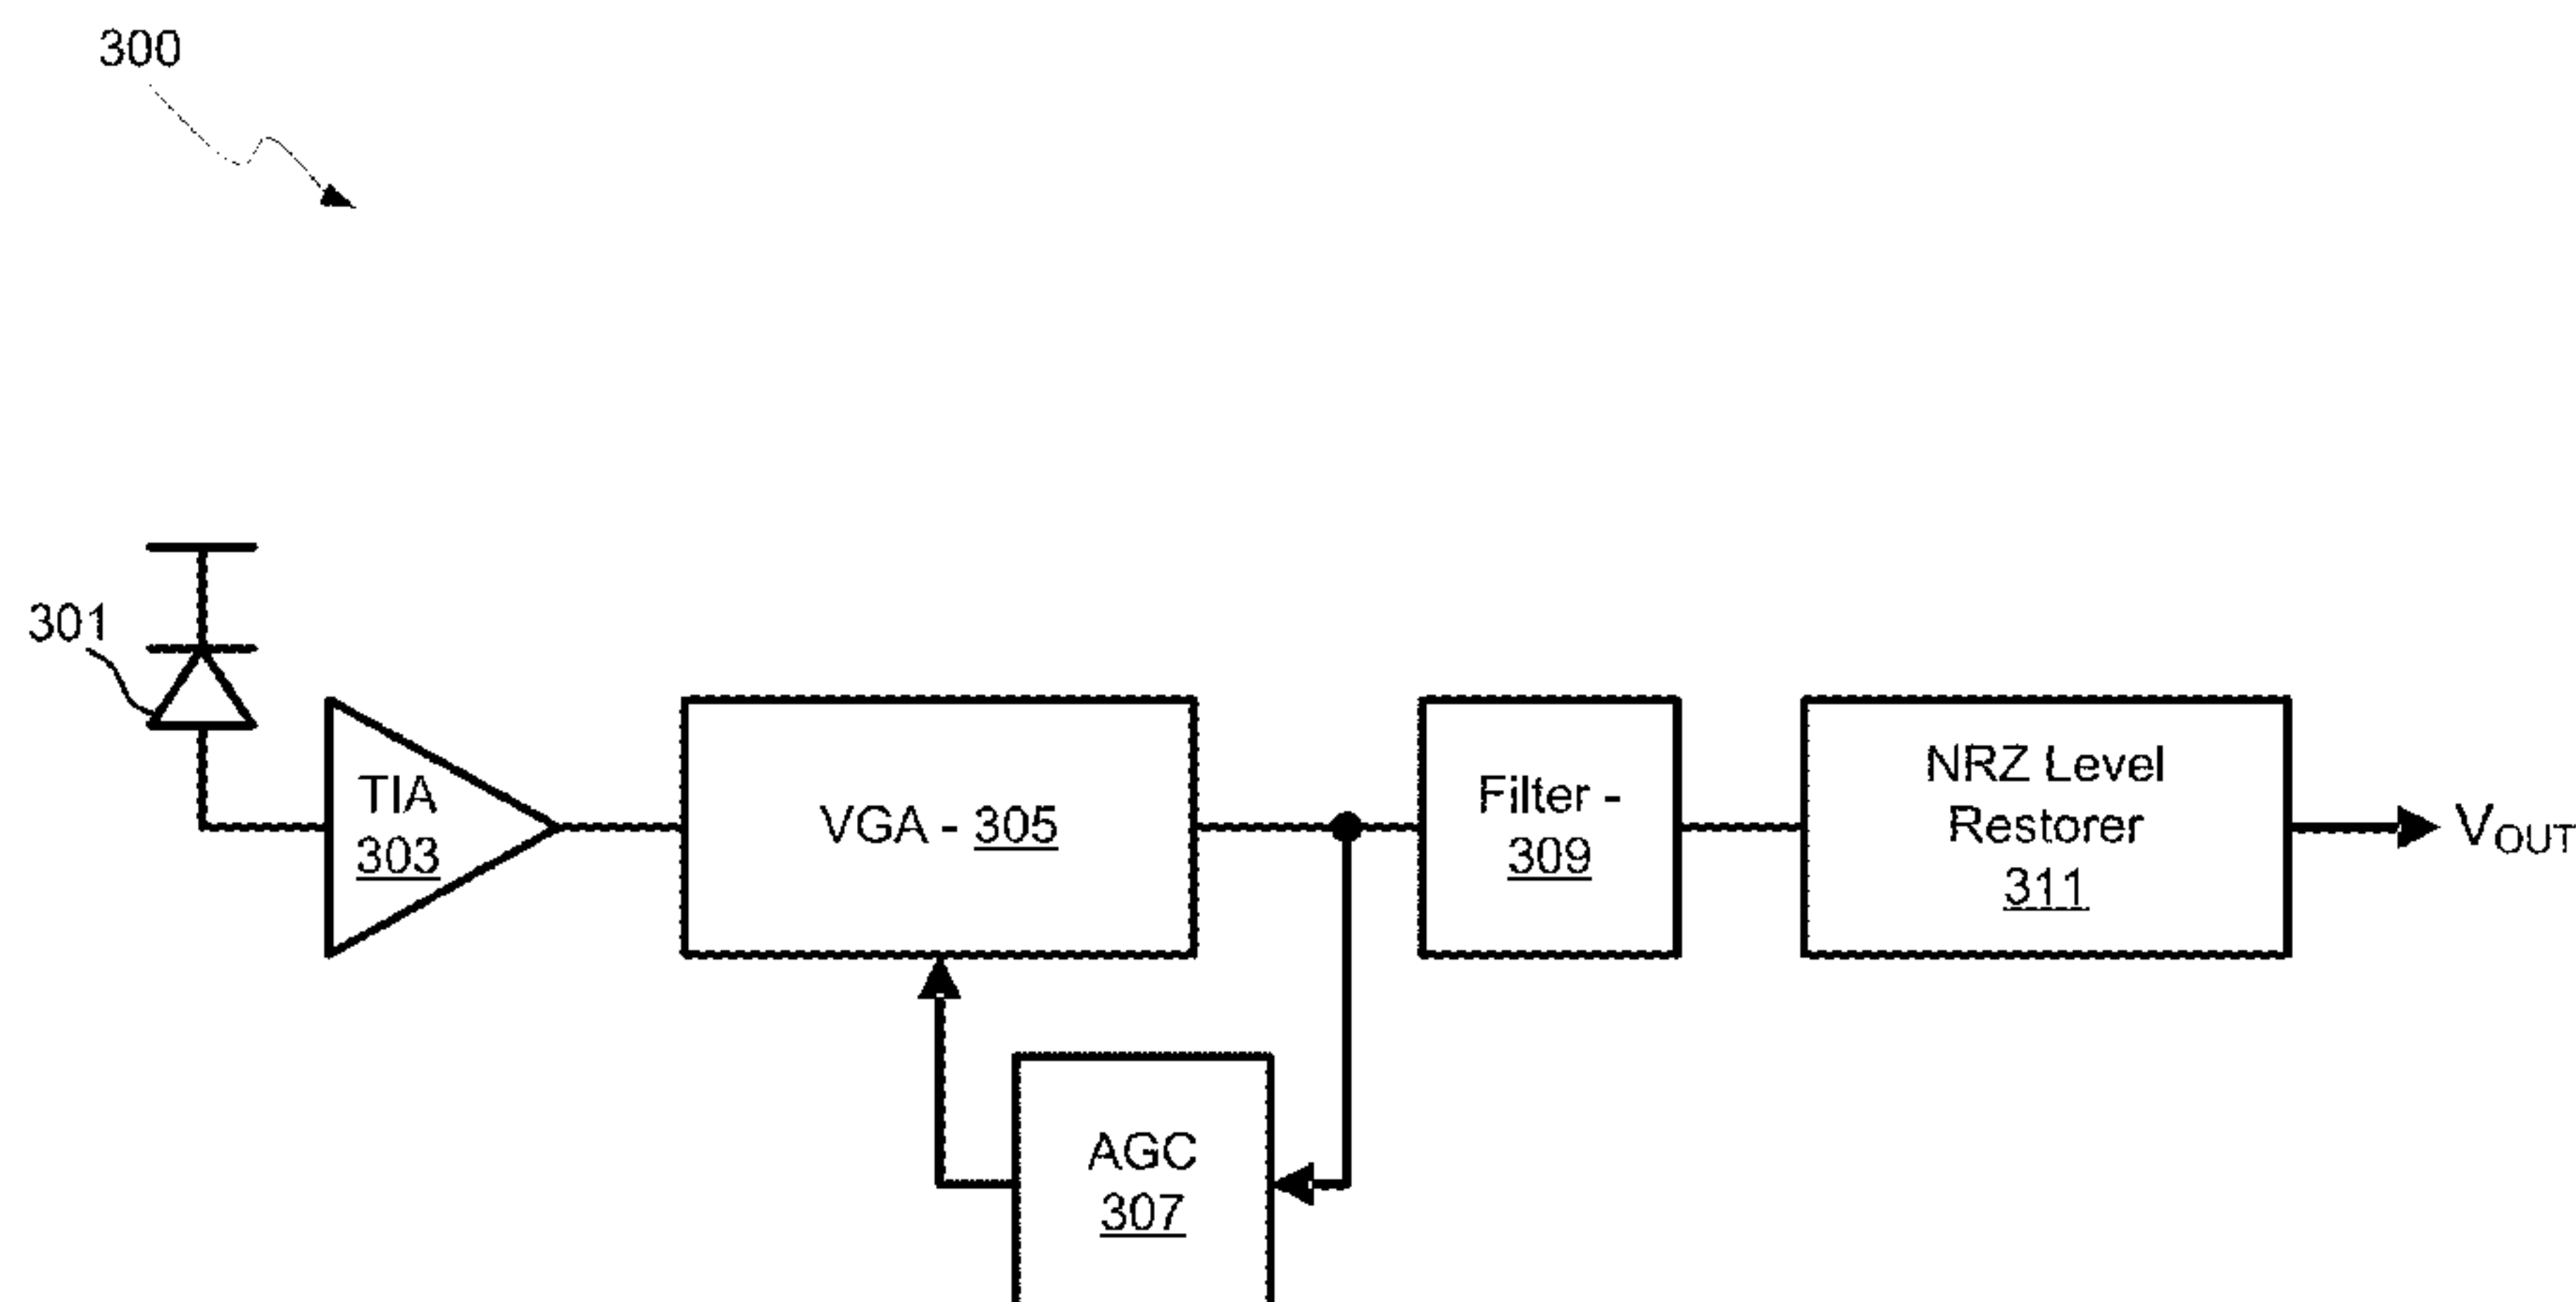 300
301
TIA
303
VGA - 305
Filter -
309
NRZ Level
Restorer
311
VOUT
AGC
307